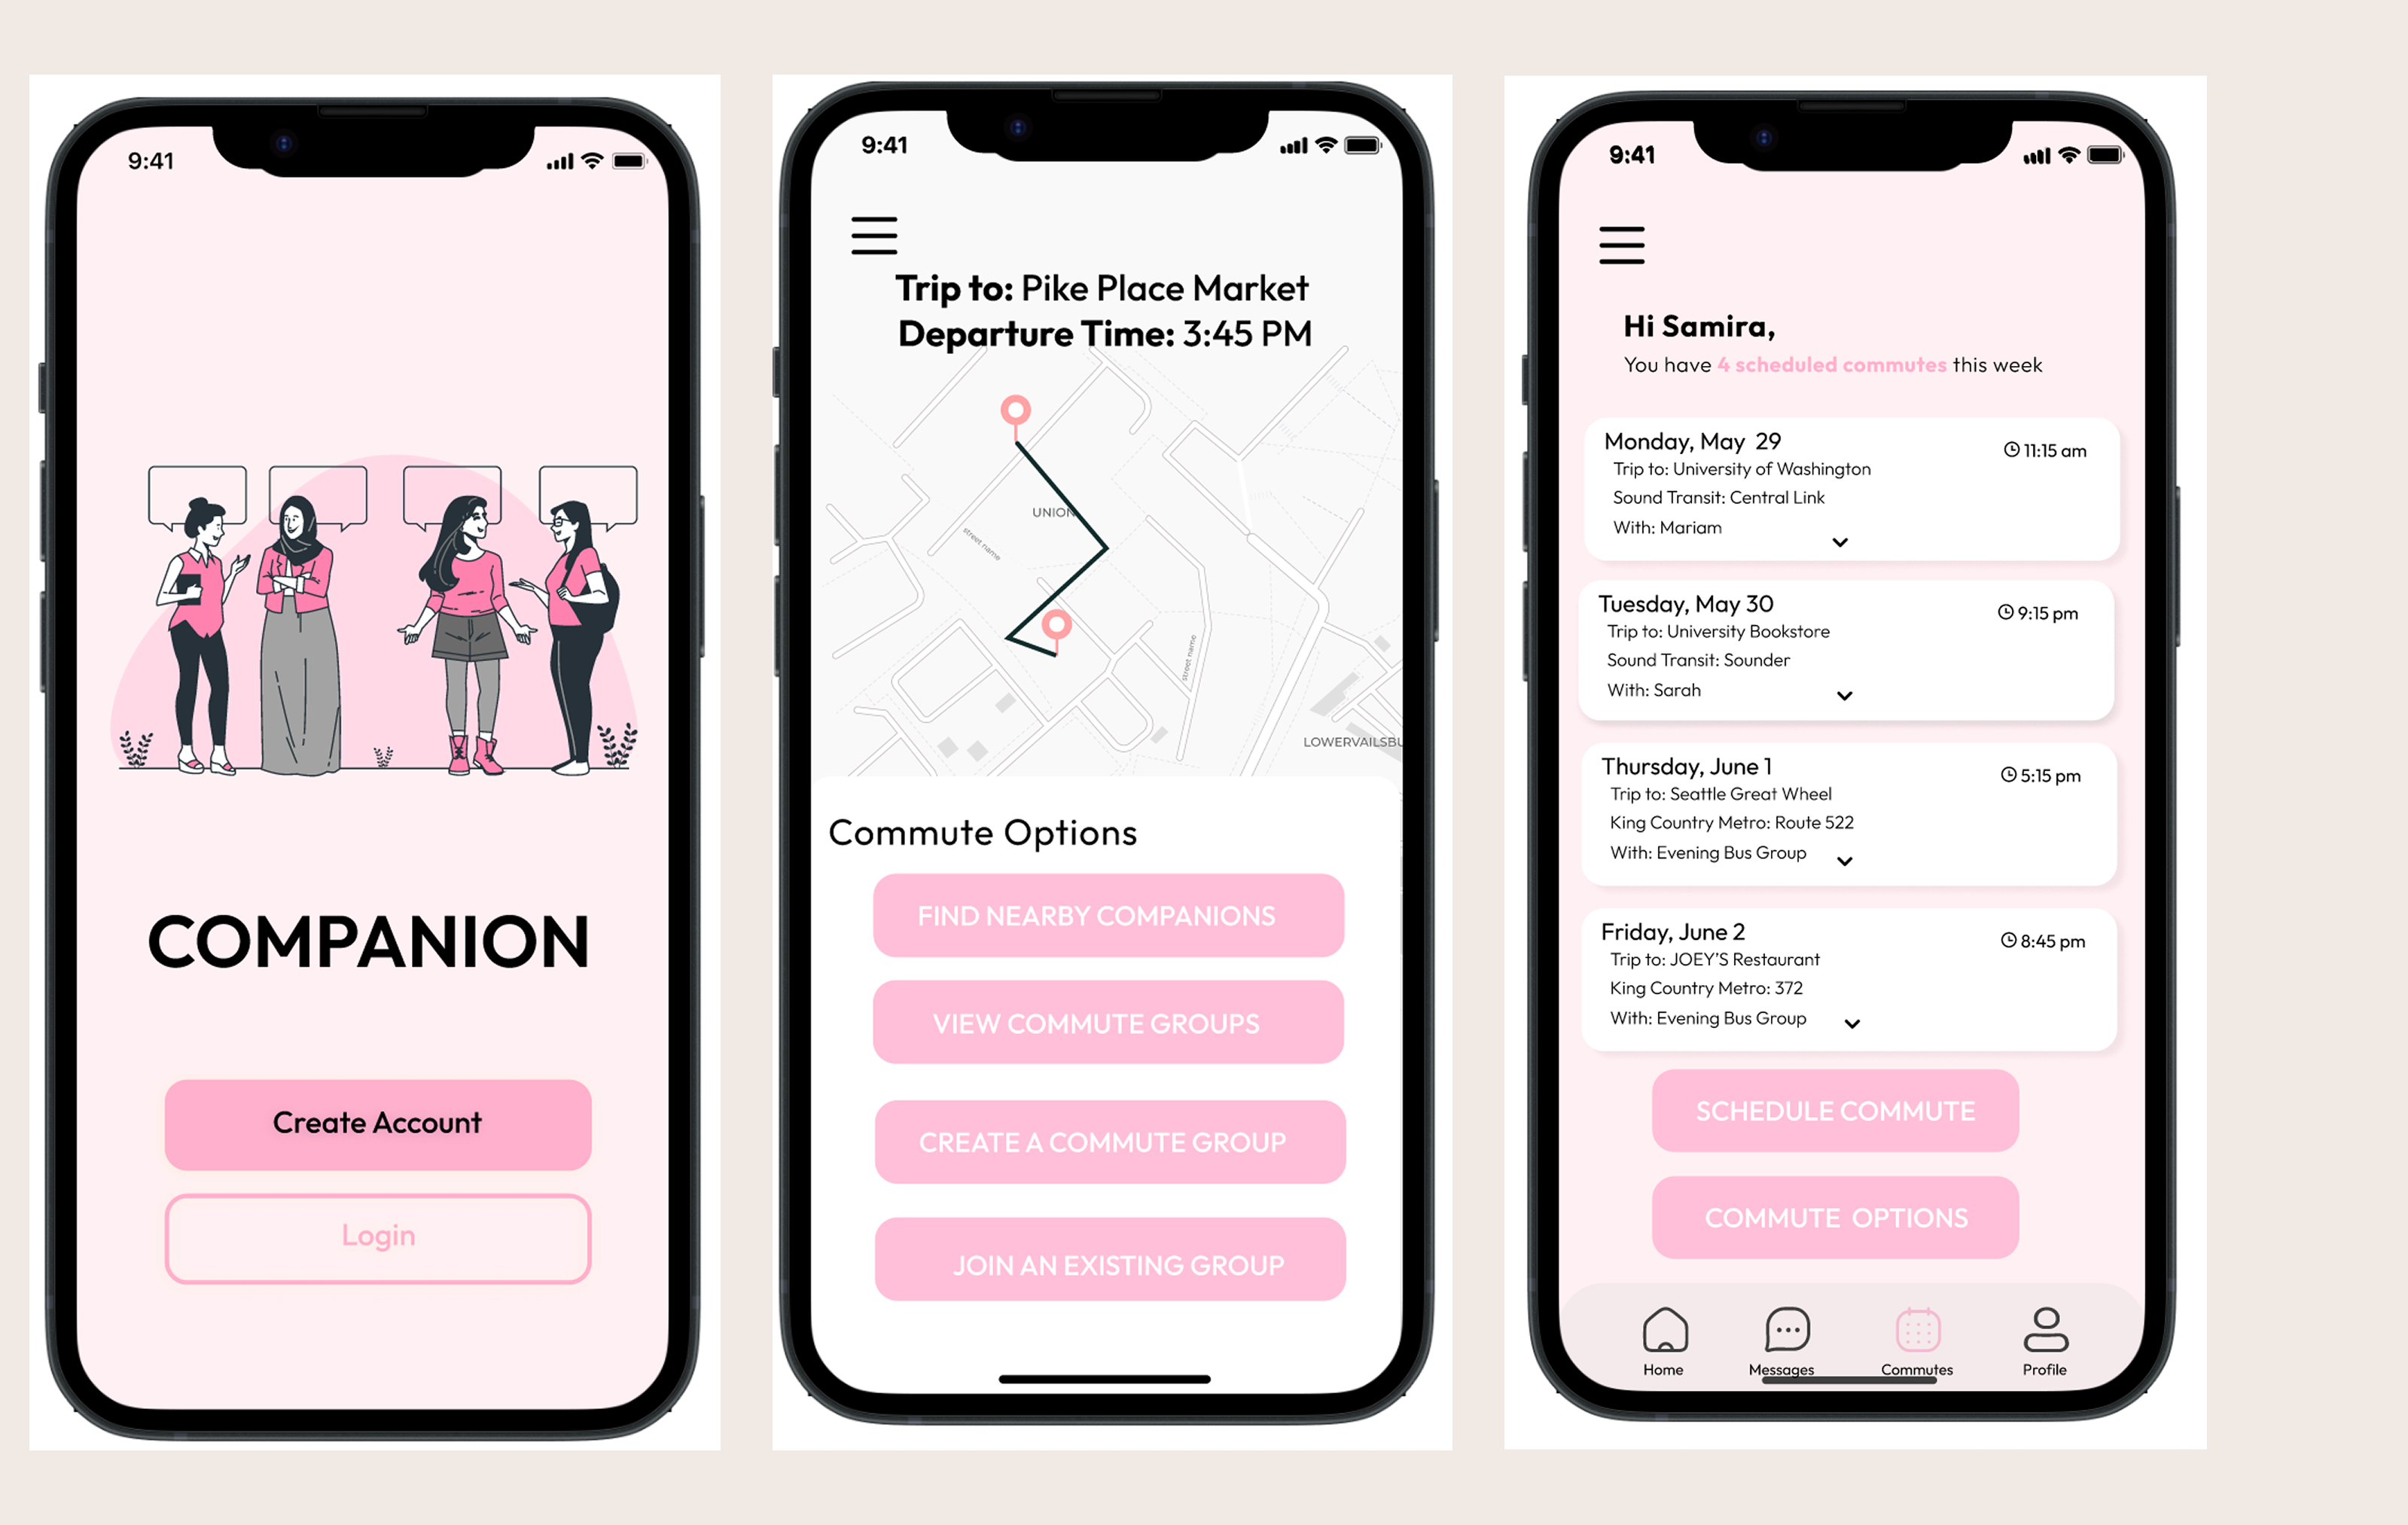 9:41
COMPANION
Create Account
Login
9:41
Trip to: Pike Place Market
Departure Time: 3:45 PM
UNION
street name
street name
LOWERVAILSBU
Commute Options
FIND NEARBY COMPANIONS
VIEW COMMUTE GROUPS
CREATE A COMMUTE GROUP
JOIN AN EXISTING GROUP
9:41
Hi Samira,
You have 4 scheduled commutes this week
Monday, May 29
11:15 am
Trip to: University of Washington
Sound Transit: Central Link
With: Mariam
Tuesday, May 30
9:15 pm
Trip to: University Bookstore
Sound Transit: Sounder
With: Sarah
Thursday, June 1
5:15 pm
Trip to: Seattle Great Wheel
King Country Metro: Route 522
With: Evening Bus Group
Friday, June 2
8:45 pm
Trip to: JOEY'S Restaurant
King Country Metro: 372
With: Evening Bus Group
SCHEDULE COMMUTE
COMMUTE OPTIONS
Home Messages Commutes Profile